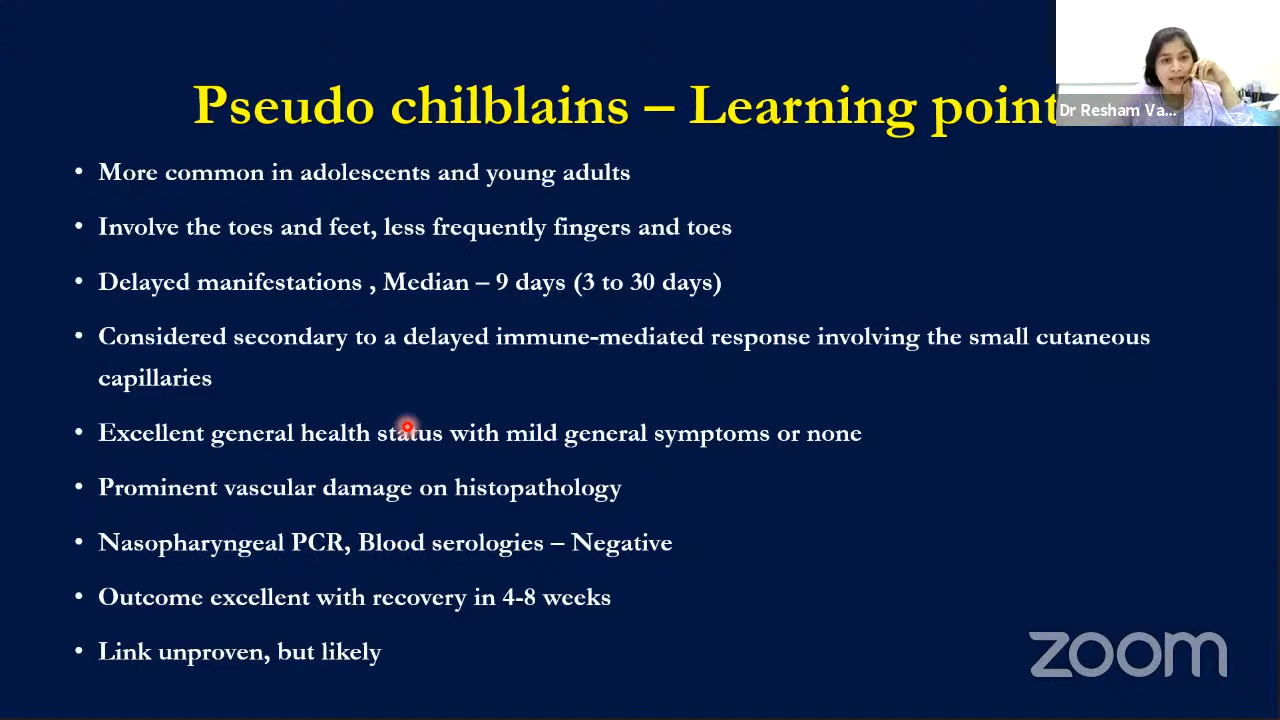 Pseudo chilblains – Learning point
Dr Resham Va...
• More common in adolescents and young adults
• Involve the toes and feet, less frequently fingers and toes
• Delayed manifestations , Median – 9 days (3 to 30 days)
• Considered secondary to a delayed immune-mediated response involving the small cutaneous
capillaries
• Excellent general health status with mild general symptoms or none
• Prominent vascular damage on histopathology
• Nasopharyngeal PCR, Blood serologies – Negative
• Outcome excellent with recovery in 4-8 weeks
• Link unproven, but likely
zoom